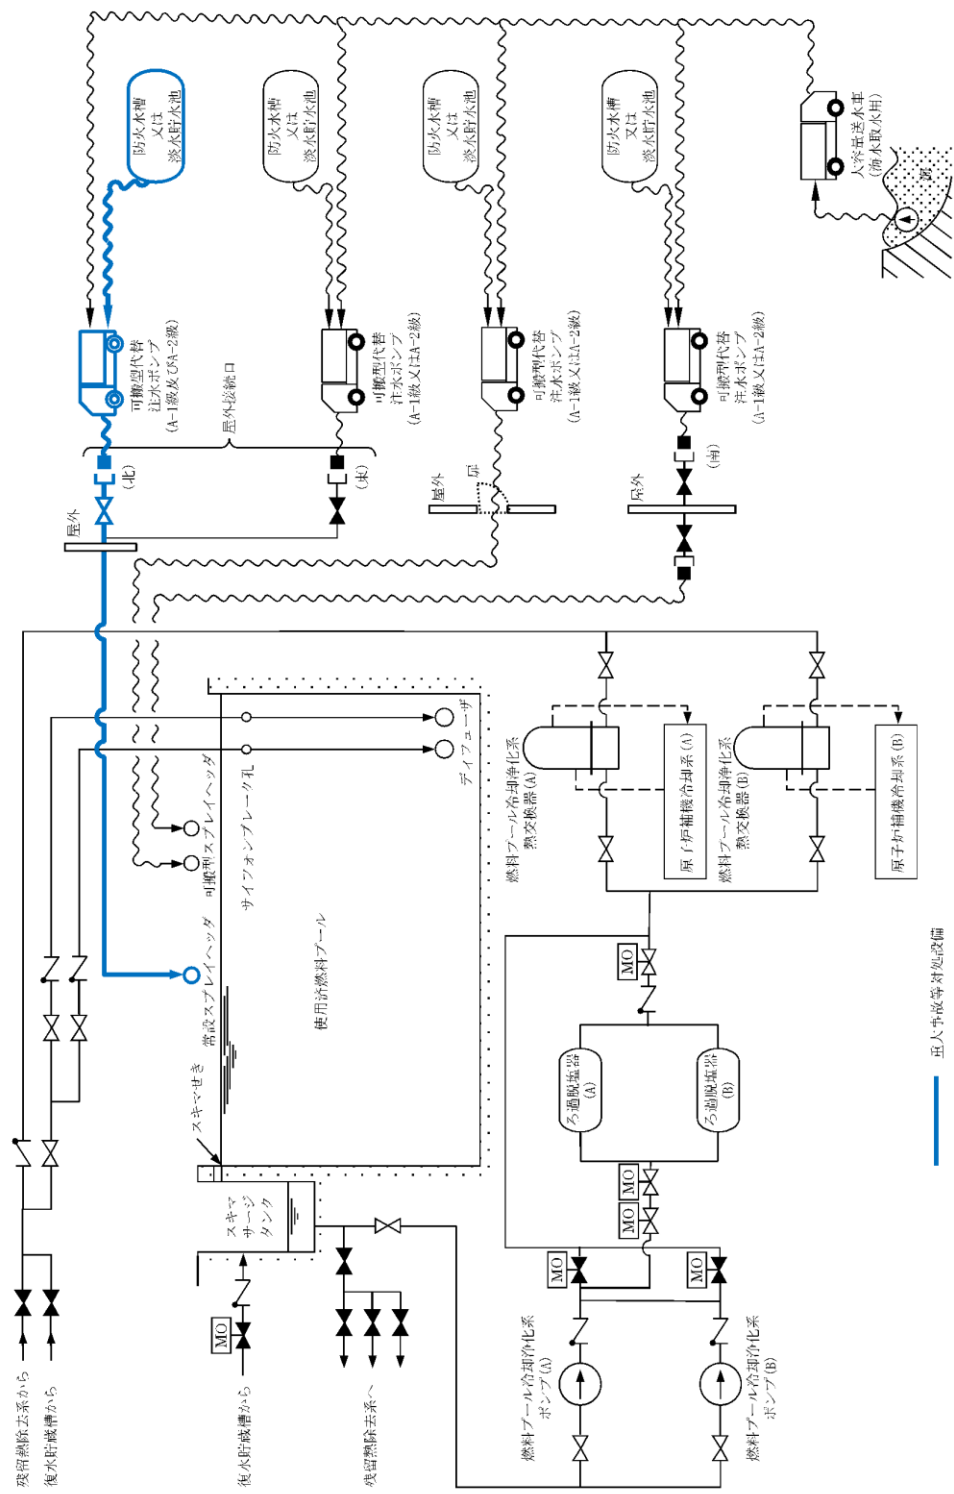 残留熱除去系から
復水貯蔵槽から
復水貯蔵槽から
残留熱除去系へ
MO
スキマ
サージ
タンク
スキマせき
常設スプレイヘッダ
可搬型スプレイヘッダ
サイフォンブレーク孔
ディフューザ
使用済燃料プール
屋外
(北)
(東)
屋外接続口
可搬型代替
注水ポンプ
(A-1級及びA-2級)
防火水槽
又は
淡水貯水池
可搬型代替
注水ポンプ
(A-1級又はA-2級)
防火水槽
又は
淡水貯水池
屋外
扉
可搬型代替
注水ポンプ
(A-1級又はA-2級)
防火水槽
又は
淡水貯水池
屋外
(南)
可搬型代替
注水ポンプ
(A-1級又はA-2級)
防火水槽
又は
淡水貯水池
大容量送水車
(海水取水用)
海
燃料プール冷却浄化系
ポンプ(A)
燃料プール冷却浄化系
ポンプ(B)
MO
MO
MO
MO
ろ過脱塩器
(A)
ろ過脱塩器
(B)
MO
燃料プール冷却浄化系
熱交換器(A)
原子炉補機冷却系(A)
燃料プール冷却浄化系
熱交換器(B)
原子炉補機冷却系(B)
重大事故等対処設備